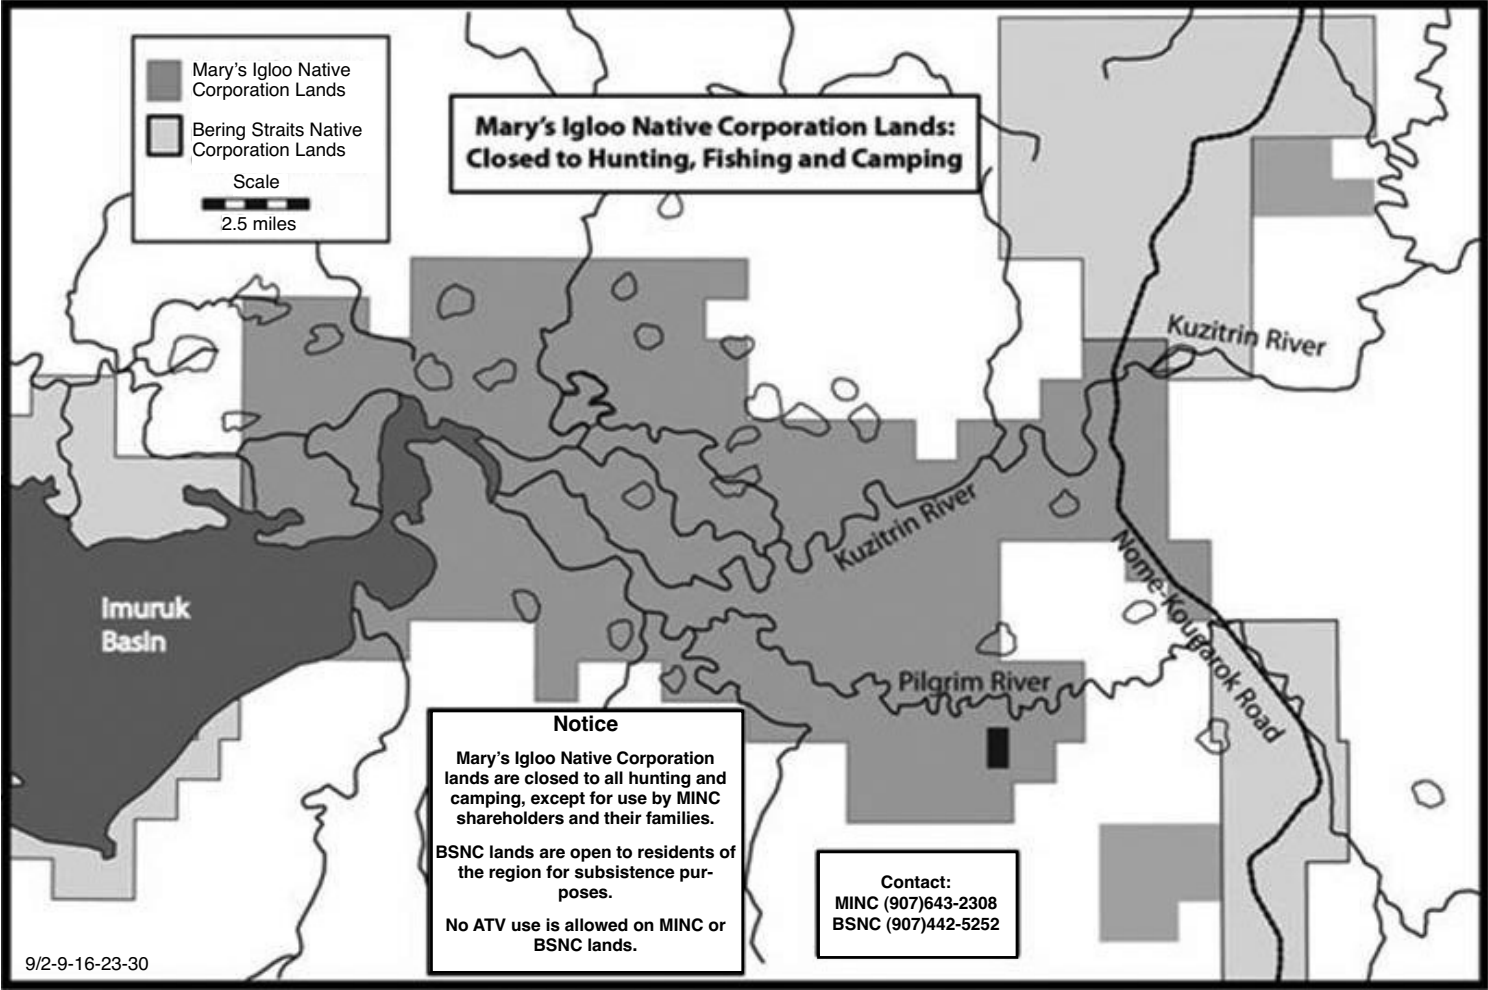 Mary's Igloo Native
Corporation Lands
Bering Straits Native
Corporation Lands
Scale
2.5 miles
Mary's Igloo Native Corporation Lands:
Closed to Hunting, Fishing and Camping
Kuzitrin River
Kuzitrin River
Nome-Kougarok Road
Imuruk
Basin
Pilgrim River
Notice
Mary's Igloo Native Corporation
lands are closed to all hunting and
camping, except for use by MINC
shareholders and their families.
BSNC lands are open to residents of
the region for subsistence pur-
poses.
No ATV use is allowed on MINC or
BSNC lands.
Contact:
MINC (907)643-2308
BSNC (907)442-5252
9/2-9-16-23-30